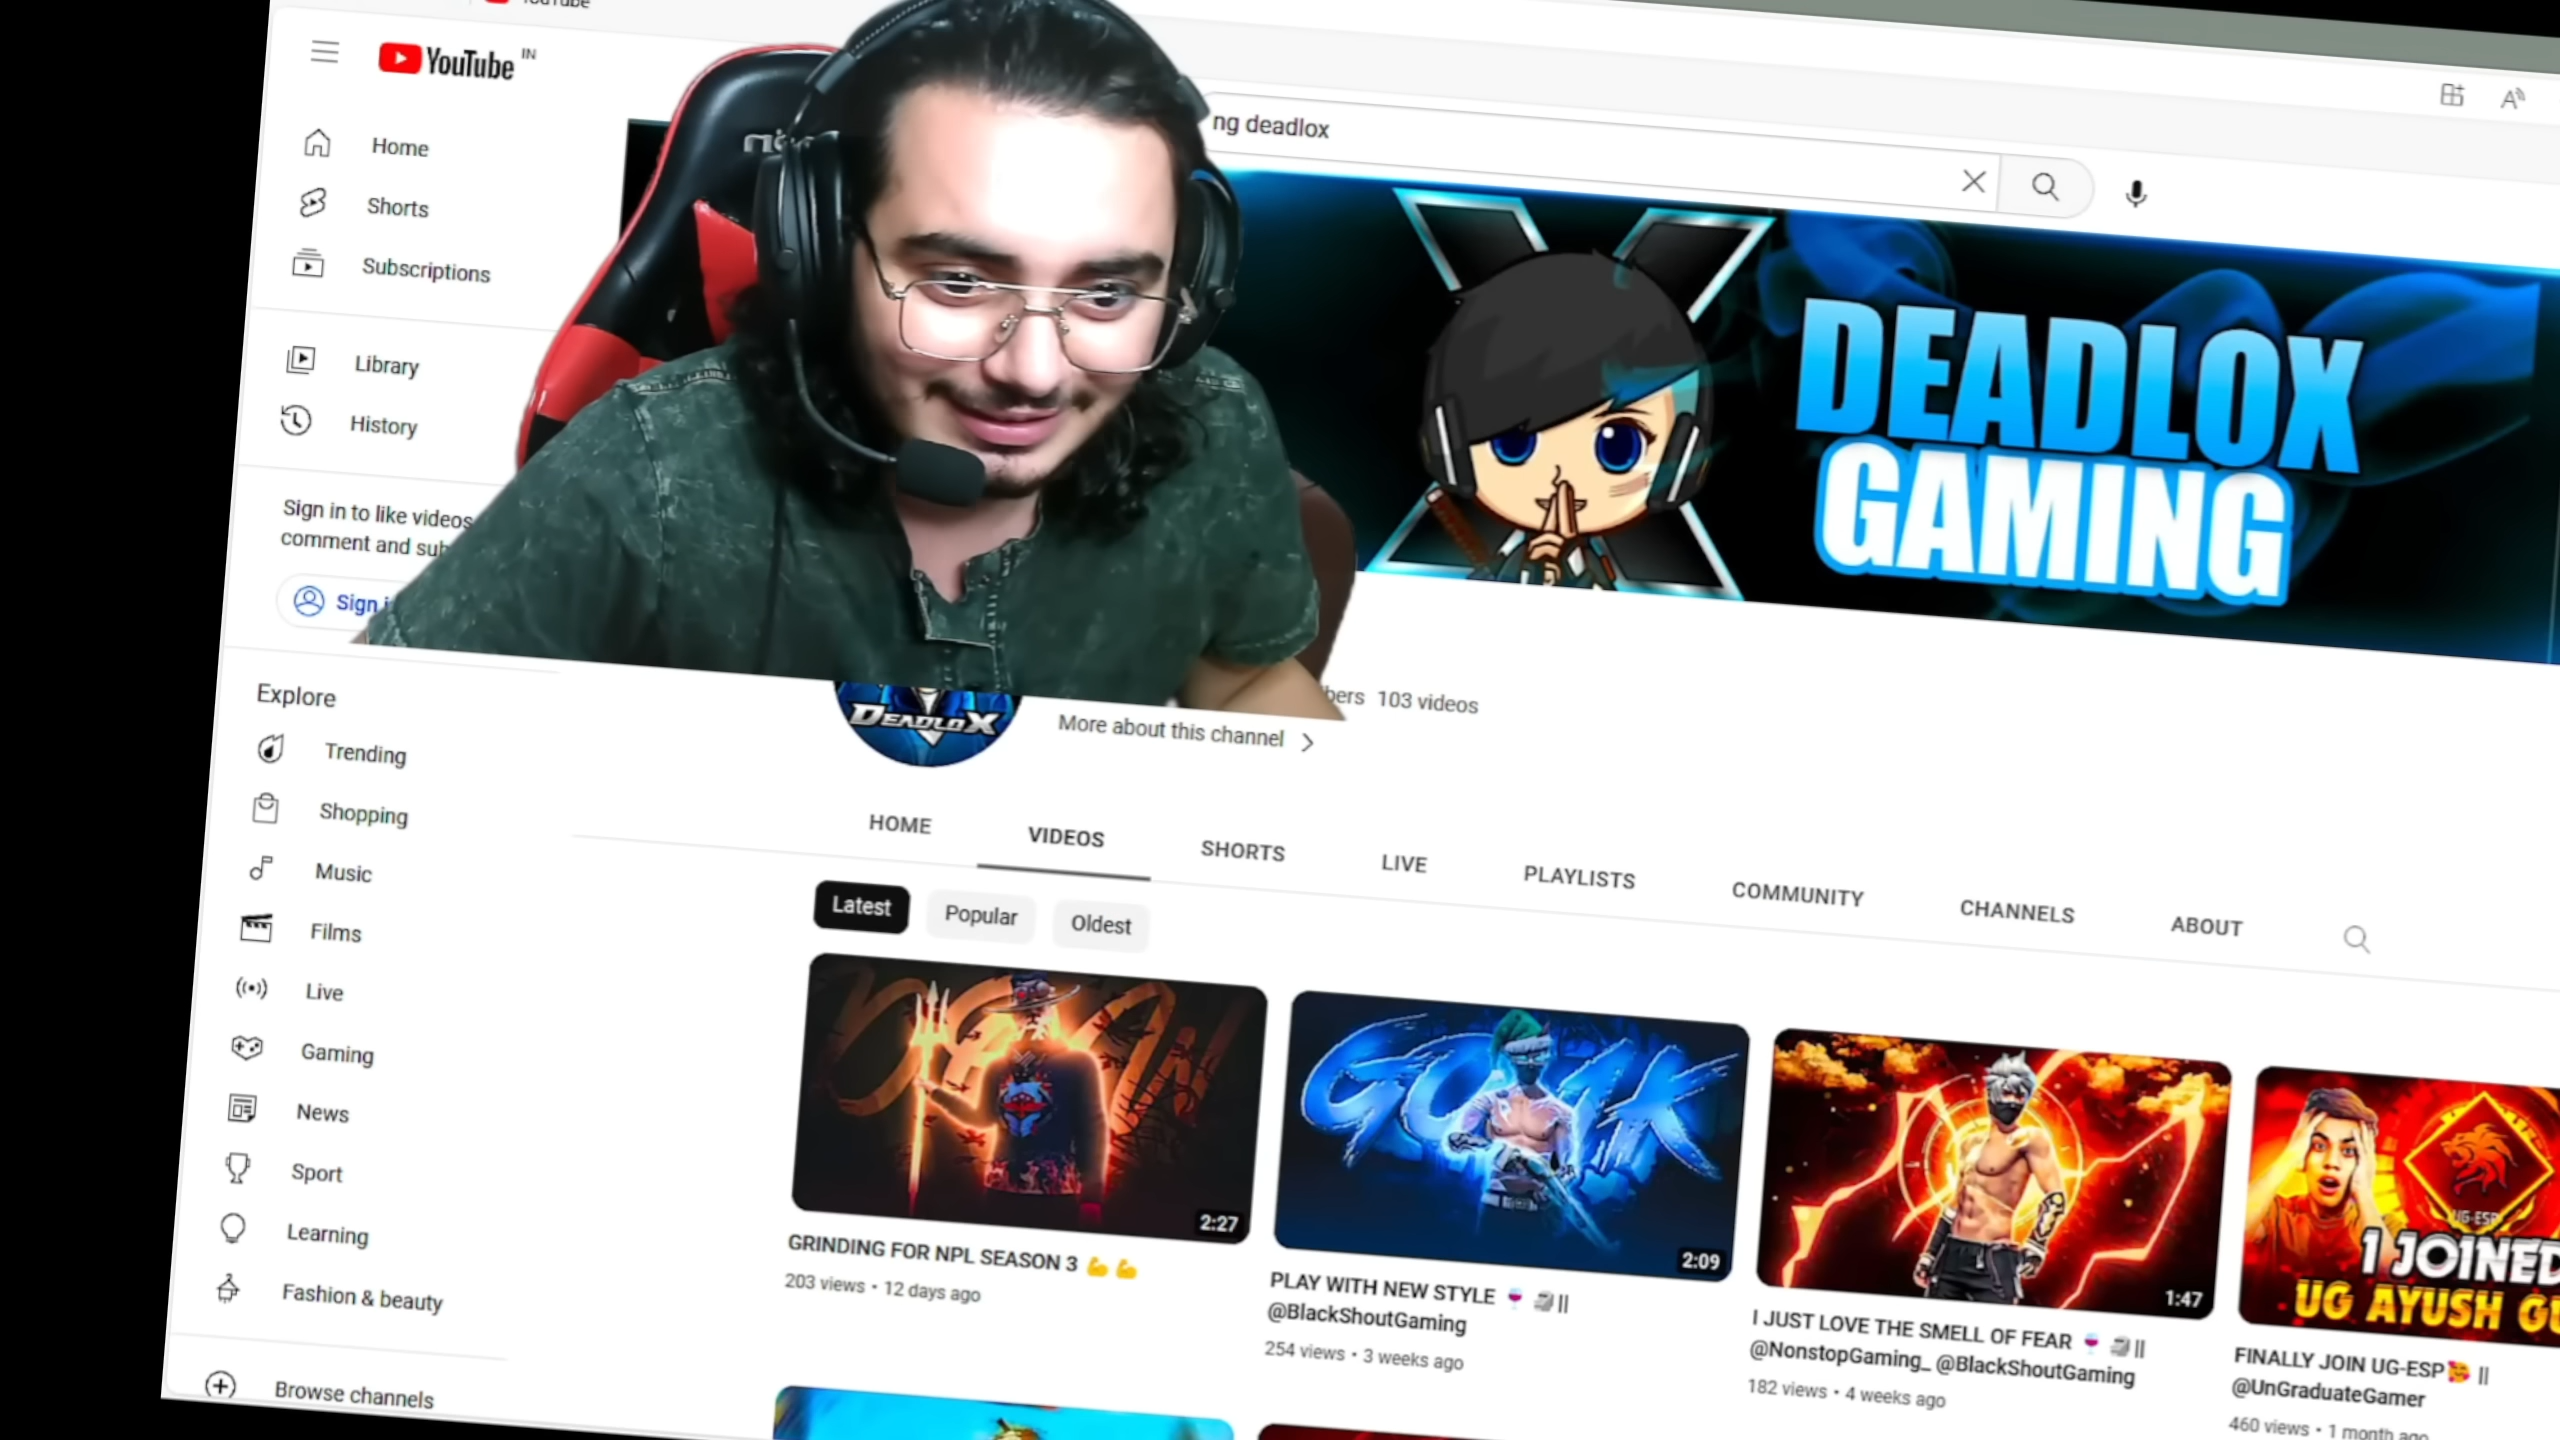 YouTube
YouTube IN
ng deadlox
Home
Shorts
Subscriptions
Library
History
Sign in to like videos
comment and sub
Sign i
DEADLOX
GAMING
bers 103 videos
DEADLOX
More about this channel
HOME VIDEOS SHORTS LIVE PLAYLISTS COMMUNITY CHANNELS ABOUT
Latest Popular Oldest
Explore
Trending
Shopping
Music
Films
Live
Gaming
News
Sport
Learning
Fashion & beauty
Browse channels
2:27
GRINDING FOR NPL SEASON 3 💪 💪
203 views • 12 days ago
2:09
PLAY WITH NEW STYLE 🍷 🗿||
@BlackShoutGaming
254 views • 3 weeks ago
1:47
I JUST LOVE THE SMELL OF FEAR 🍷 🗿||
@NonstopGaming_ @BlackShoutGaming
182 views • 4 weeks ago
UG-ESP
I JOINED
UG AYUSH GU
FINALLY JOIN UG-ESP🥰 ||
@UnGraduateGamer
460 views • 1 month ago